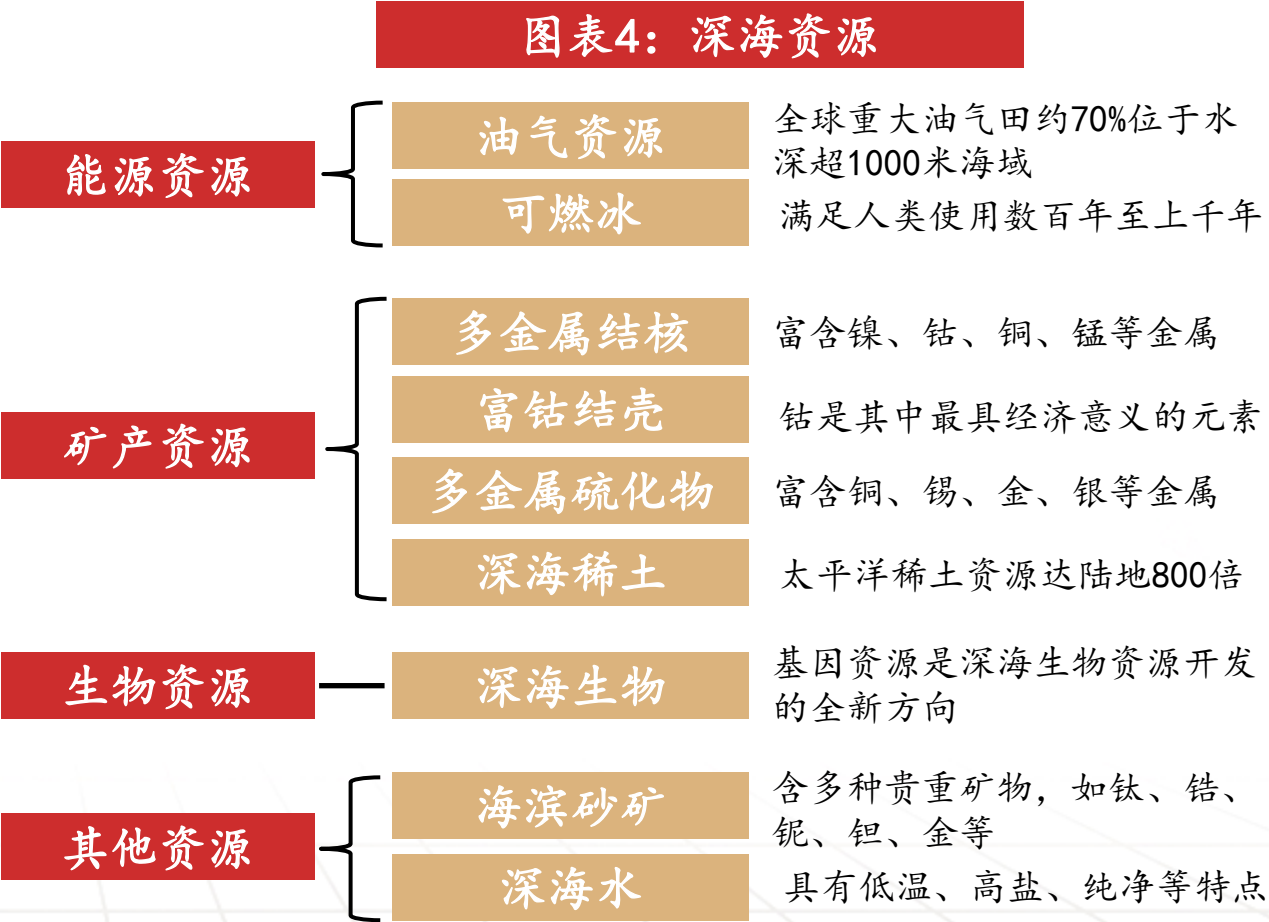 图表4：深海资源
能源资源
油气资源
全球重大油气田约70%位于水
深超1000米海域
可燃冰
满足人类使用数百年至上千年
矿产资源
多金属结核
富含镍、钴、铜、锰等金属
富钴结壳
钴是其中最具经济意义的元素
多金属硫化物
富含铜、锡、金、银等金属
深海稀土
太平洋稀土资源达陆地800倍
生物资源
深海生物
基因资源是深海生物资源开发
的全新方向
其他资源
海滨砂矿
含多种贵重矿物，如钛、锆、
铌、钽、金等
深海水
具有低温、高盐、纯净等特点